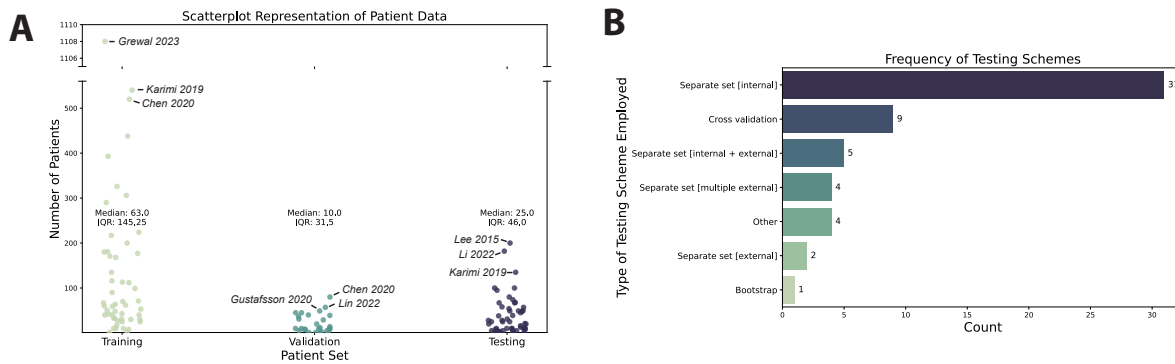 A
Scatterplot Representation of Patient Data
1110
1108
1106
500
400
300
200
100
Number of Patients
Grewal 2023
Karimi 2019
Chen 2020
Median: 63.0
IQR: 145,25
Median: 10.0
IQR: 31,5
Median: 25.0
IQR: 46,0
Lee 2015
Li 2022
Karimi 2019
Chen 2020
Gustafsson 2020
Lin 2022
Training
Validation
Testing
Patient Set
B
Frequency of Testing Schemes
Type of Testing Scheme Employed
Separate set [internal]
Cross validation
9
Separate set [internal + external]
5
Separate set [multiple external]
4
Other
4
Separate set [external]
2
Bootstrap
1
0
5
10
15
20
25
30
Count